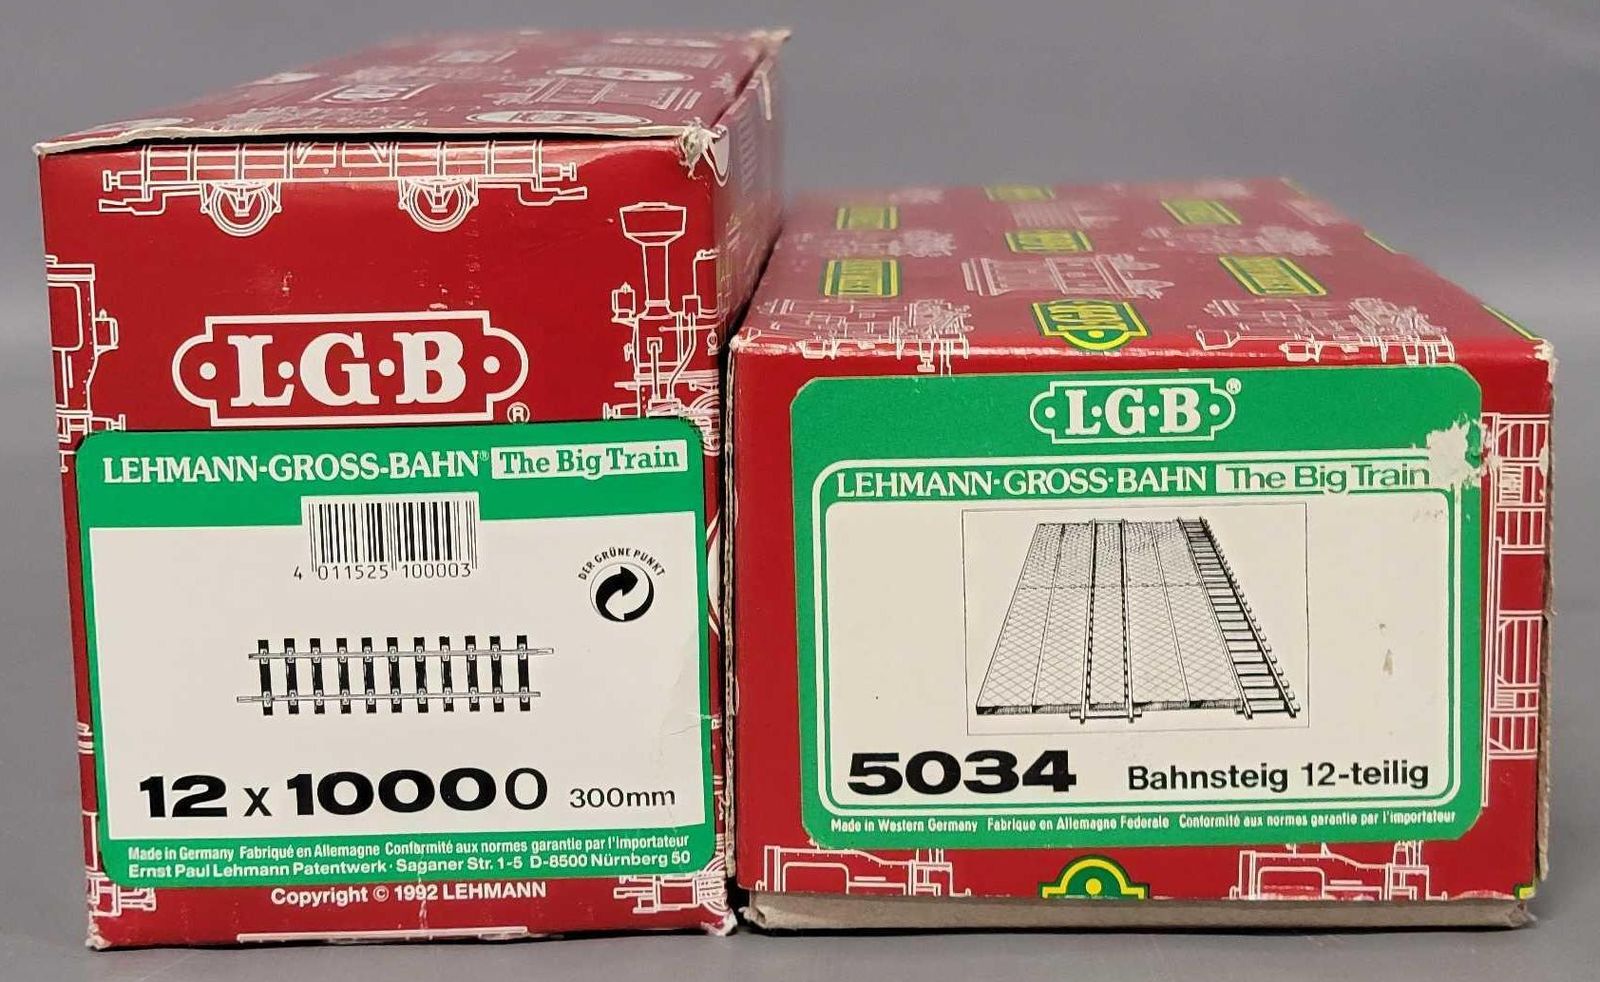 L·G·B®
LEHMANN-GROSS-BAHN® The Big Train
4 011525 100003
DER GRÜNE PUNKT
12 x 10000 300mm
Made in Germany Fabriqué en Allemagne Conformité aux normes garantie par l'importateur
Ernst Paul Lehmann Patentwerk · Saganer Str. 1-5 D-8500 Nürnberg 50
Copyright © 1992 LEHMANN
L·G·B®
LEHMANN-GROSS-BAHN The Big Train
5034 Bahnsteig 12-teilig
Made in Western Germany Fabrique en Allemagne Federale Conformité aux normes garantie par l'importateur